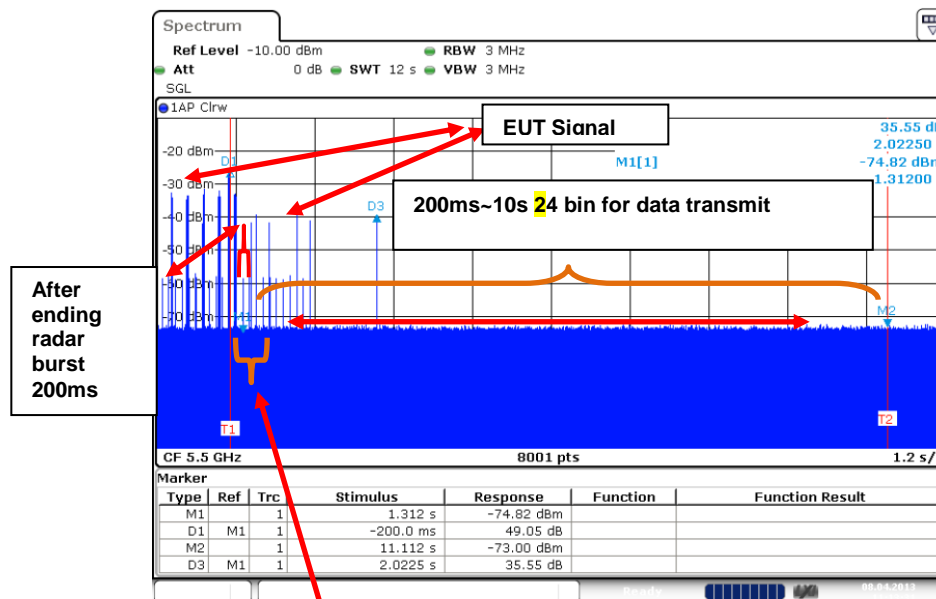 Spectrum
Ref Level -10.00 dBm RBW 3 MHz
Att 0 dB SWT 12 s VBW 3 MHz
SGL
1AP Clrw
EUT Signal
35.55 d
2.02250
M1[1] -74.82 dBm
1.31200
-20 dBm
D1
-30 dBm
D3
200ms~10s 24 bin for data transmit
-40 dBm
-50 dBm
After
ending
radar
burst
200ms
-70 dBm
M1
M2
T1
T2
CF 5.5 GHz 8001 pts 1.2 s/
Marker
Type Ref Trc Stimulus Response Function Function Result
M1 1 1.312 s -74.82 dBm
D1 M1 1 -200.0 ms 49.05 dB
M2 1 11.112 s -73.00 dBm
D3 M1 1 2.0225 s 35.55 dB
Ready 08.04.2013